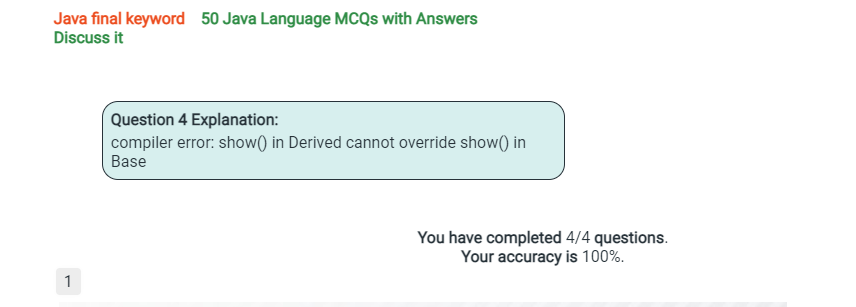 Java final keyword 50 Java Language MCQs with Answers
Discuss it
Question 4 Explanation:
compiler error: show() in Derived cannot override show() in
Base
You have completed 4/4 questions.
Your accuracy is 100%.
1